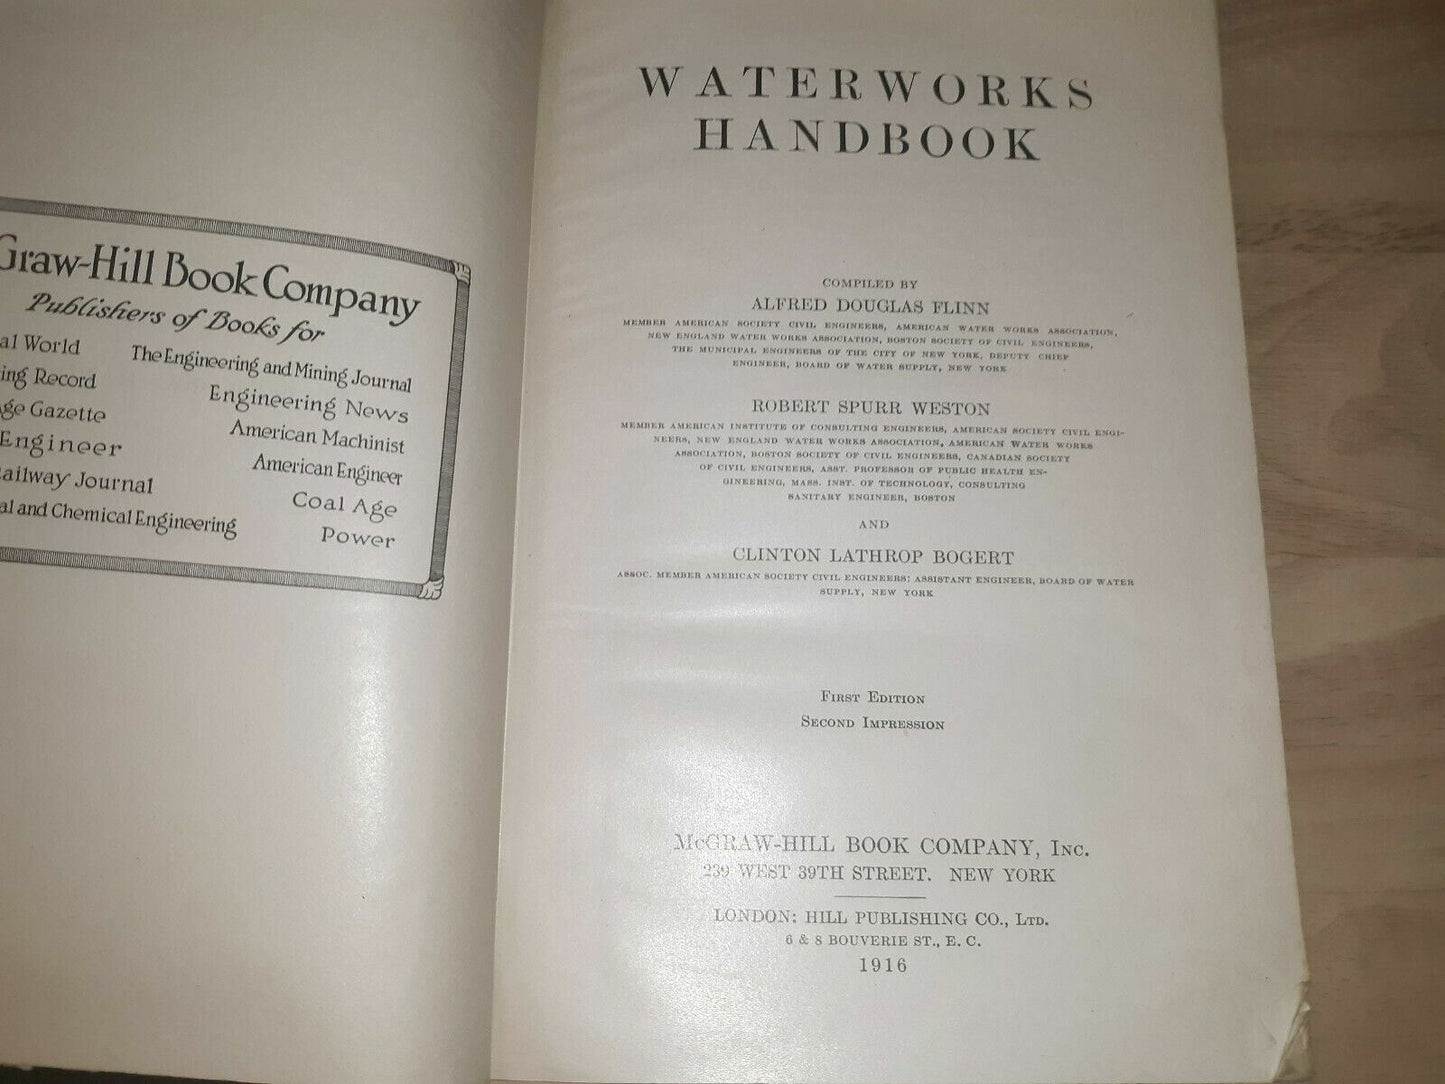 Graw-Hill Book Company
Publishers of Books for
al World The Engineering and Mining Journal
ing Record Engineering News
ge Gazette American Machinist
Engineer American Engineer
ailway Journal Coal Age
al and Chemical Engineering Power
WATERWORKS
HANDBOOK
COMPILED BY
ALFRED DOUGLAS FLINN
MEMBER AMERICAN SOCIETY CIVIL ENGINEERS, AMERICAN WATER WORKS ASSOCIATION,
NEW ENGLAND WATER WORKS ASSOCIATION, BOSTON SOCIETY OF CIVIL ENGINEERS,
THE MUNICIPAL ENGINEERS OF THE CITY OF NEW YORK, DEPUTY CHIEF
ENGINEER, BOARD OF WATER SUPPLY, NEW YORK
ROBERT SPURR WESTON
MEMBER AMERICAN INSTITUTE OF CONSULTING ENGINEERS, AMERICAN SOCIETY CIVIL ENGI-
NEERS, NEW ENGLAND WATER WORKS ASSOCIATION, AMERICAN WATER WORKS
ASSOCIATION, BOSTON SOCIETY OF CIVIL ENGINEERS, CANADIAN SOCIETY
OF CIVIL ENGINEERS, ASST. PROFESSOR OF PUBLIC HEALTH EN-
GINEERING, MASS. INST. OF TECHNOLOGY, CONSULTING
SANITARY ENGINEER, BOSTON
AND
CLINTON LATHROP BOGERT
ASSOC. MEMBER AMERICAN SOCIETY CIVIL ENGINEERS; ASSISTANT ENGINEER, BOARD OF WATER
SUPPLY, NEW YORK
FIRST EDITION
SECOND IMPRESSION
McGRAW-HILL BOOK COMPANY, INC.
239 WEST 39TH STREET. NEW YORK
LONDON: HILL PUBLISHING CO., LTD.
6 & 8 BOUVERIE ST., E. C.
1916